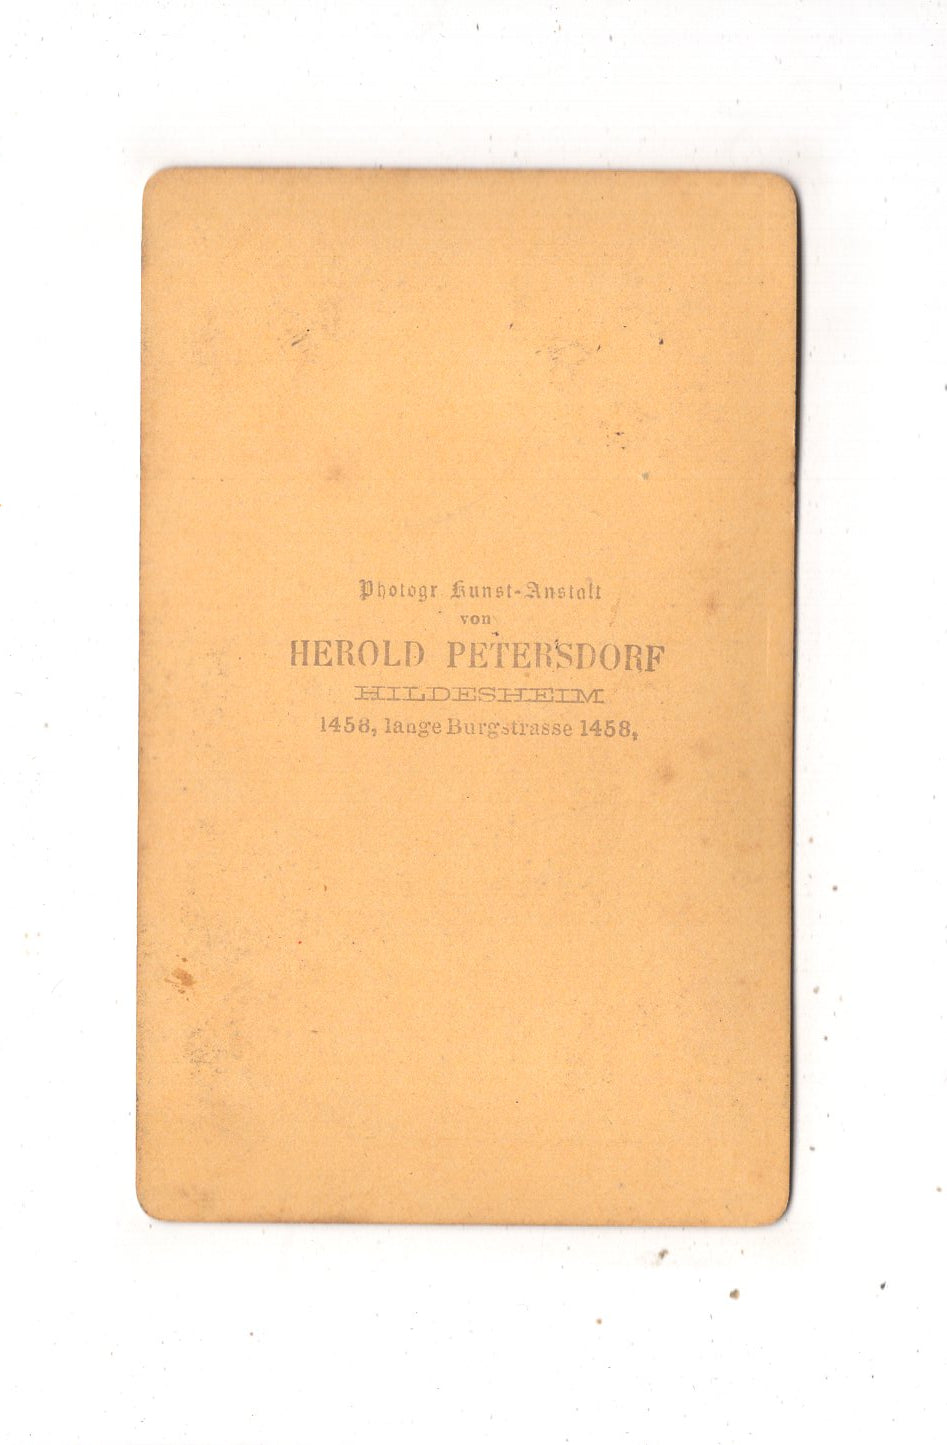 Photogr Kunst-Anstalt
von
HEROLD PETERSDORF
HILDESHEIM
1458, lange Burgstrasse 1458,